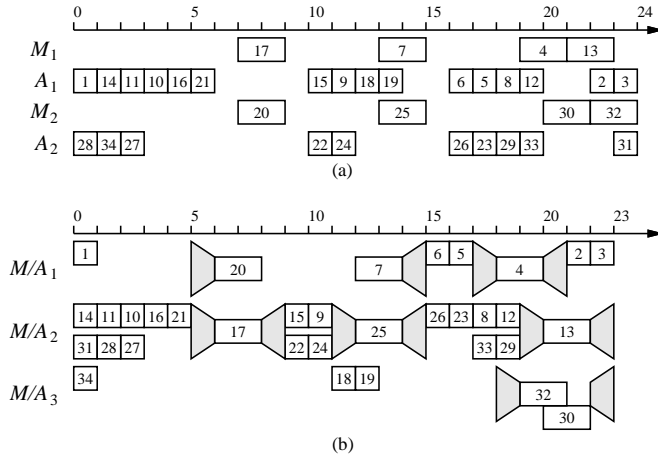 0 5 10 15 20 24
M1 17 7 4 13
A1 1 14 11 10 16 21 15 9 18 19 6 5 8 12 2 3
M2 20 25 30 32
A2 28 34 27 22 24 26 23 29 33 31
(a)
0 5 10 15 20 23
M/A1 1 20 7 6 5 4 2 3
14 11 10 16 21 15 9 26 23 8 12
M/A2 17 25 13
31 28 27 22 24 33 29
M/A3 34 18 19 32
30
(b)